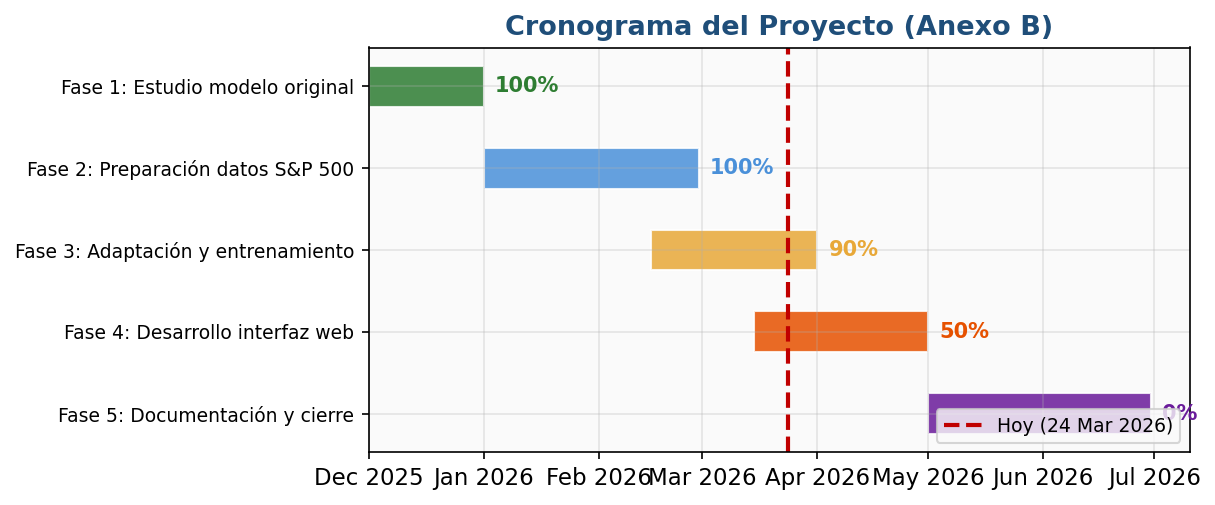 Cronograma del Proyecto (Anexo B)
Fase 1: Estudio modelo original
100%
Fase 2: Preparación datos S&P 500
100%
Fase 3: Adaptación y entrenamiento
90%
Fase 4: Desarrollo interfaz web
50%
Fase 5: Documentación y cierre
0%
Hoy (24 Mar 2026)
Dec 2025 Jan 2026 Feb 2026 Mar 2026 Apr 2026 May 2026 Jun 2026 Jul 2026